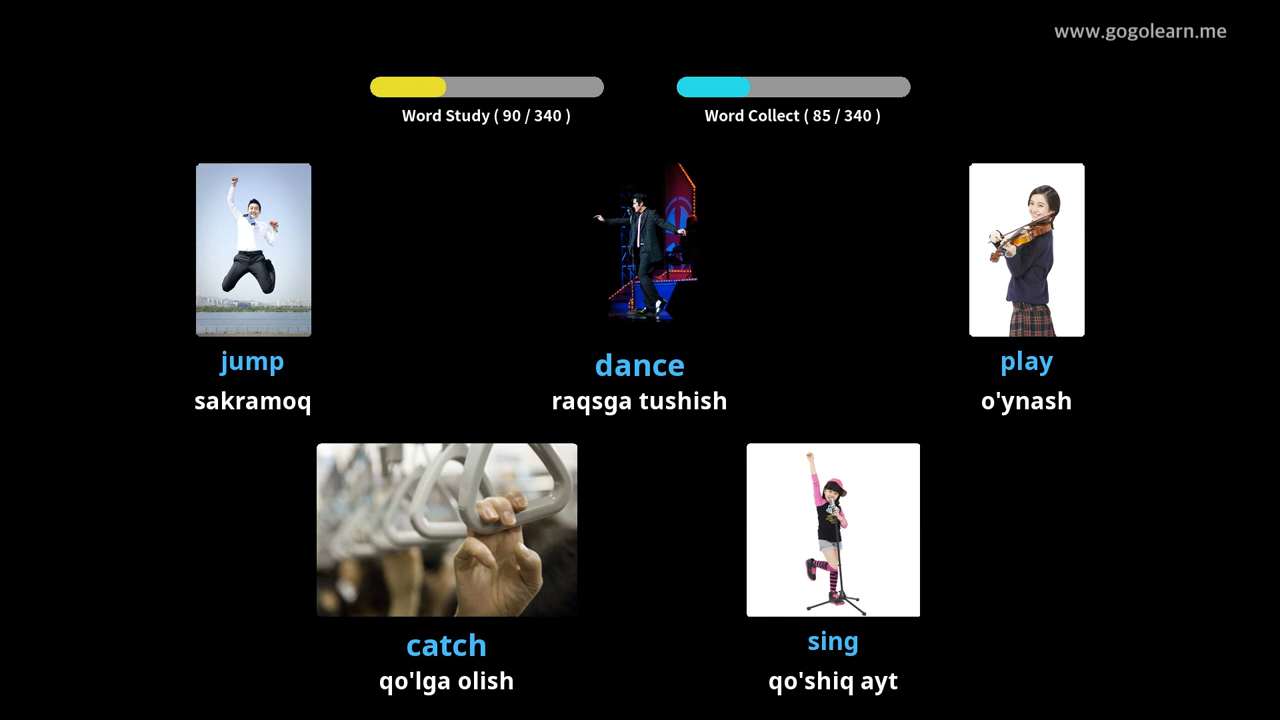 www.gogolearn.me
Word Study ( 90 / 340 )
Word Collect ( 85 / 340 )
jump
dance
play
sakramoq
raqsga tushish
o'ynash
catch
sing
qo'lga olish
qo'shiq ayt